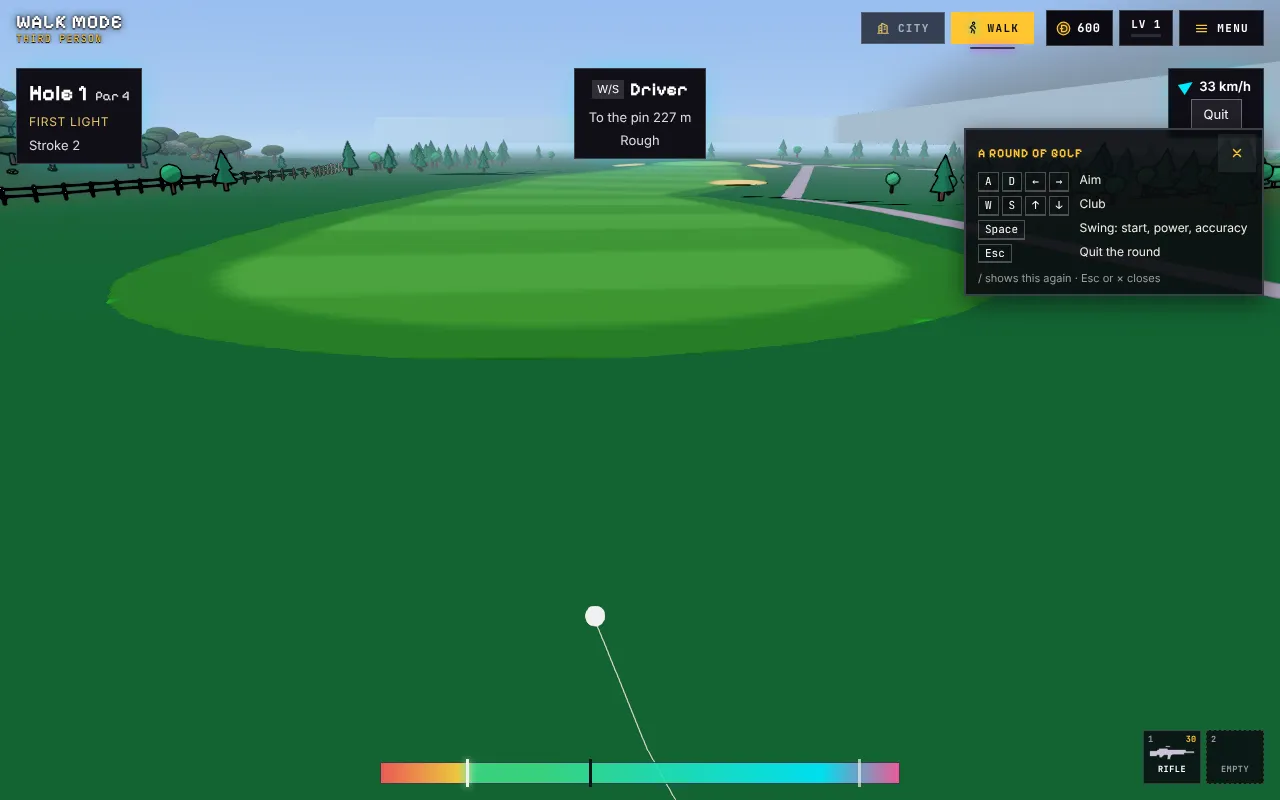 WALK MODE
THIRD PERSON
CITY
WALK
600
LV 1
MENU
Hole 1 Par 4
FIRST LIGHT
Stroke 2
W/S Driver
To the pin 227 m
Rough
33 km/h
Quit
A ROUND OF GOLF
×
A D ← → Aim
W S ↑ ↓ Club
Space Swing: start, power, accuracy
Esc Quit the round
/ shows this again · Esc or × closes
1 30
RIFLE
2
EMPTY